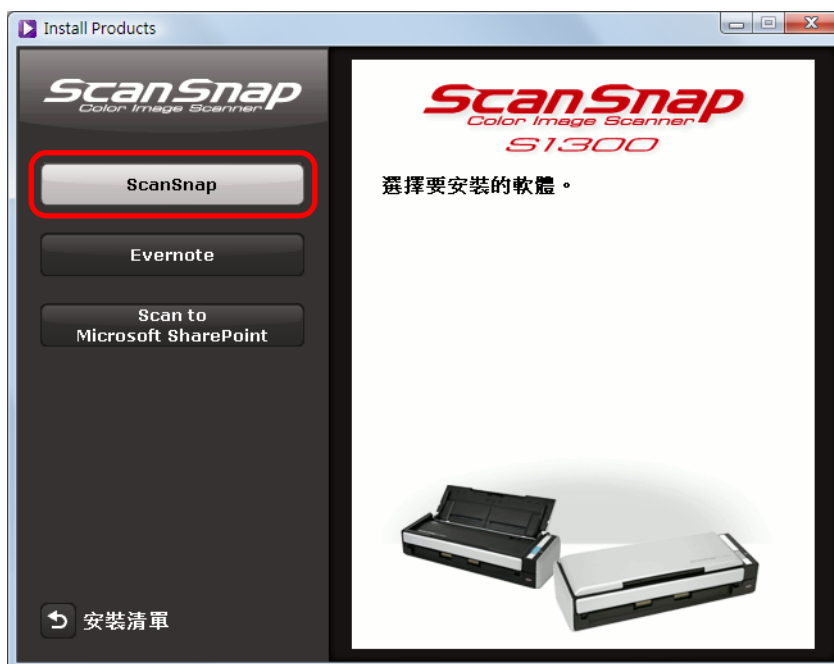 Install Products
ScanSnap
Color Image Scanner
ScanSnap
Evernote
Scan to
Microsoft SharePoint
安裝清單
ScanSnap
Color Image Scanner
S1300
選擇要安裝的軟體。